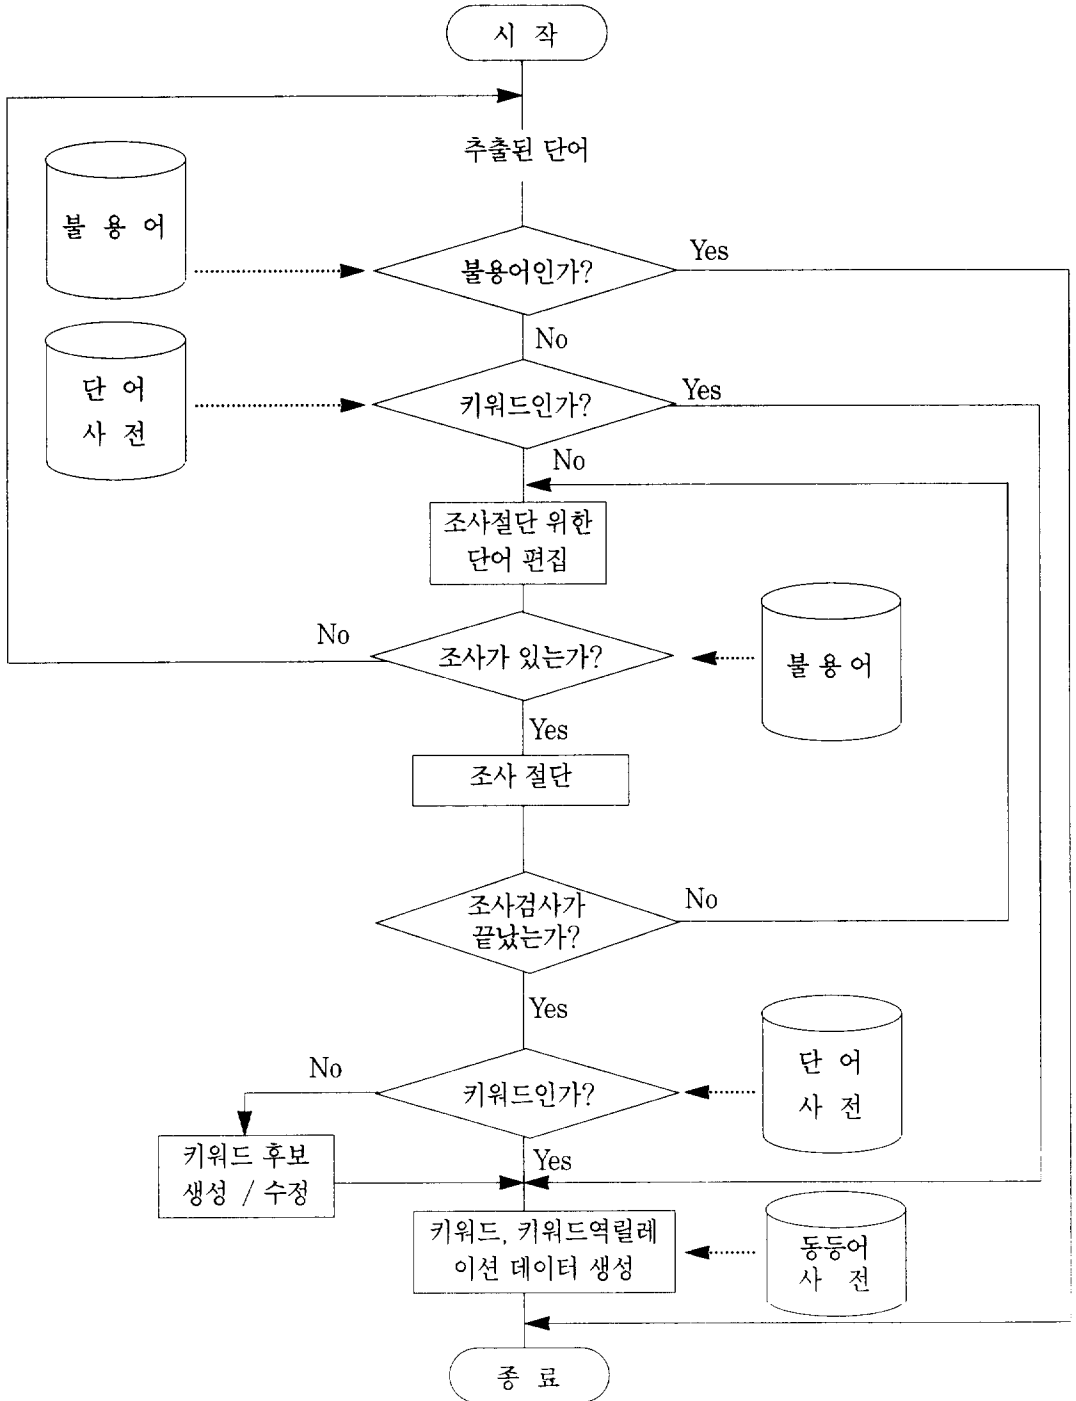 시 작
추출된 단어
불 용 어
불용어인가?
Yes
No
단 어
사 전
키워드인가?
Yes
No
조사절단 위한
단어 편집
No
조사가 있는가?
불 용 어
Yes
조사 절단
조사검사가
끝났는가?
No
Yes
단 어
사 전
No
키워드인가?
키워드 후보
생성 / 수정
Yes
키워드, 키워드역릴레
이션 데이터 생성
동등어
사 전
종 료